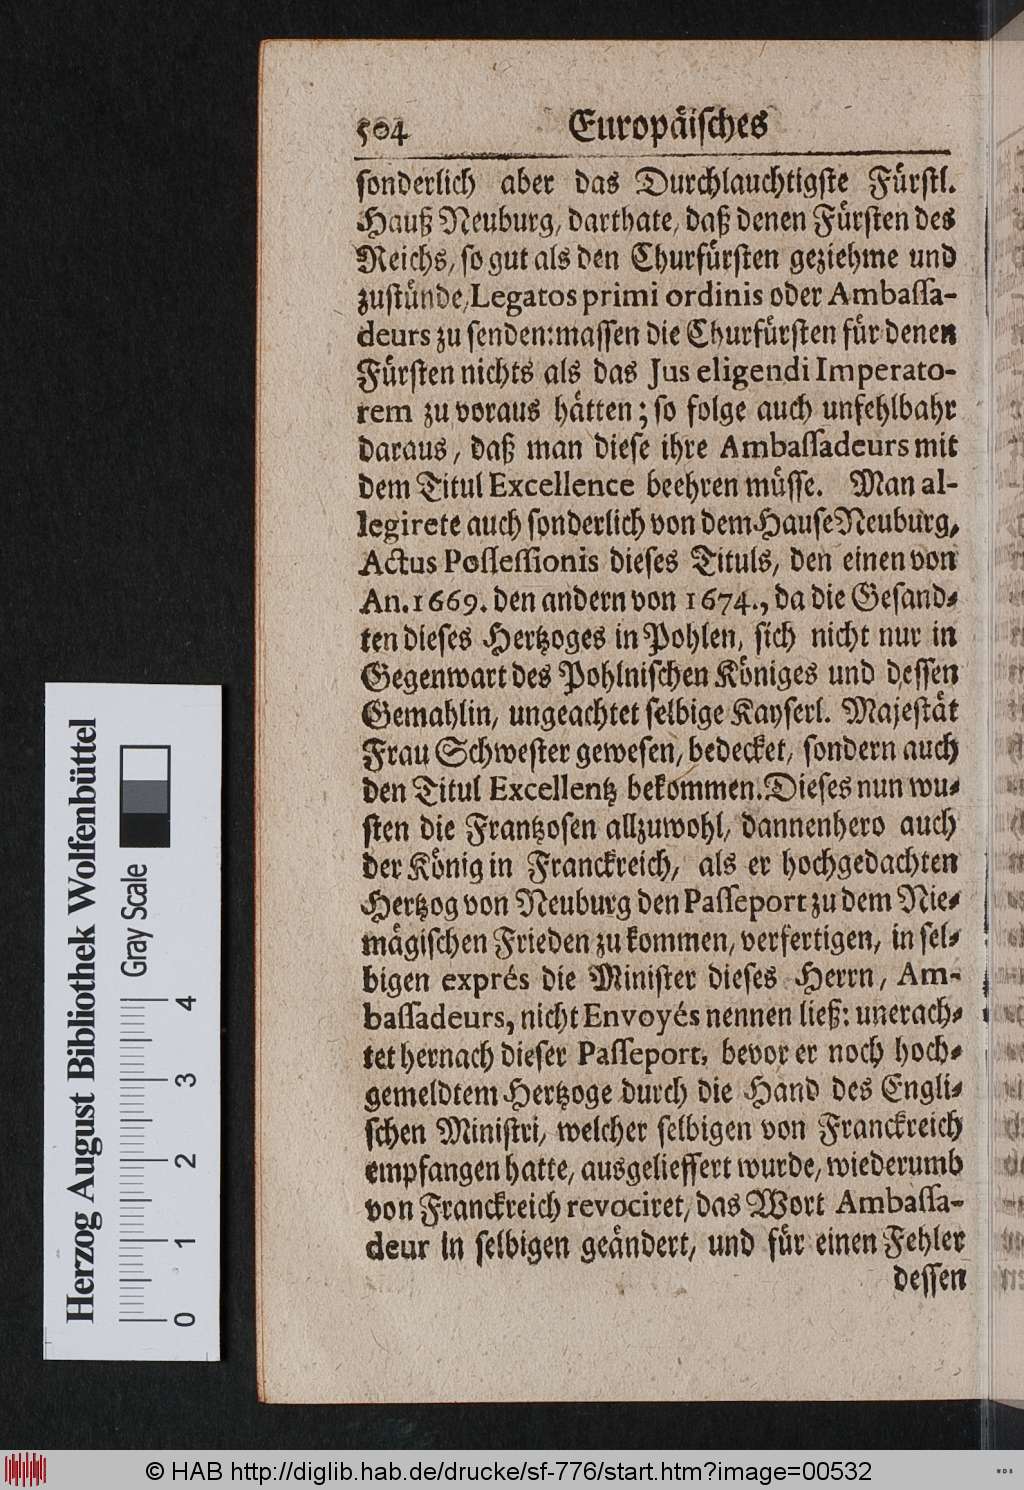 504 Europäisches
sonderlich aber das Durchlauchtigste Fürstl.
Hauß Neuburg, darthate, daß denen Fürsten des
Reichs, so gut als den Churfürsten geziehme und
zustünde, Legatos primi ordinis oder Ambassa-
deurs zu senden: massen die Churfürsten für denen
Fürsten nichts als das Jus eligendi Imperato-
rem zu voraus hätten; so folge auch unfehlbahr
daraus, daß man diese ihre Ambassadeurs mit
dem Titul Excellence beehren müsse. Man al-
legirete auch sonderlich von dem Hause Neuburg,
Actus Possessionis dieses Tituls, den einen von
An. 1669. den andern von 1674., da die Gesand-
ten dieses Hertzoges in Pohlen, sich nicht nur in
Gegenwart des Pohlnischen Königes und dessen
Gemahlin, ungeachtet selbige Kayserl. Majestät
Frau Schwester gewesen, bedecket, sondern auch
den Titul Excellentz bekommen. Dieses nun wu-
sten die Frantzosen allzuwohl, dannenhero auch
der König in Franckreich, als er hochgedachten
Hertzog von Neuburg den Passeport zu dem Nie-
mägischen Frieden zu kommen, verfertigen, in sel-
bigen exprés die Minister dieses Herrn, Am-
bassadeurs, nicht Envoyés nennen ließ: unerach-
tet hernach dieser Passeport, bevor er noch hoch-
gemeldtem Hertzoge durch die Hand des Engli-
schen Ministri, welcher selbigen von Franckreich
empfangen hatte, ausgelieffert wurde, wiederumb
von Franckreich revociret, das Wort Ambassa-
deur in selbigen geändert, und für einen Fehler
dessen
Herzog August Bibliothek Wolfenbüttel
Gray Scale
0 1 2 3 4
© HAB http://diglib.hab.de/drucke/sf-776/start.htm?image=00532